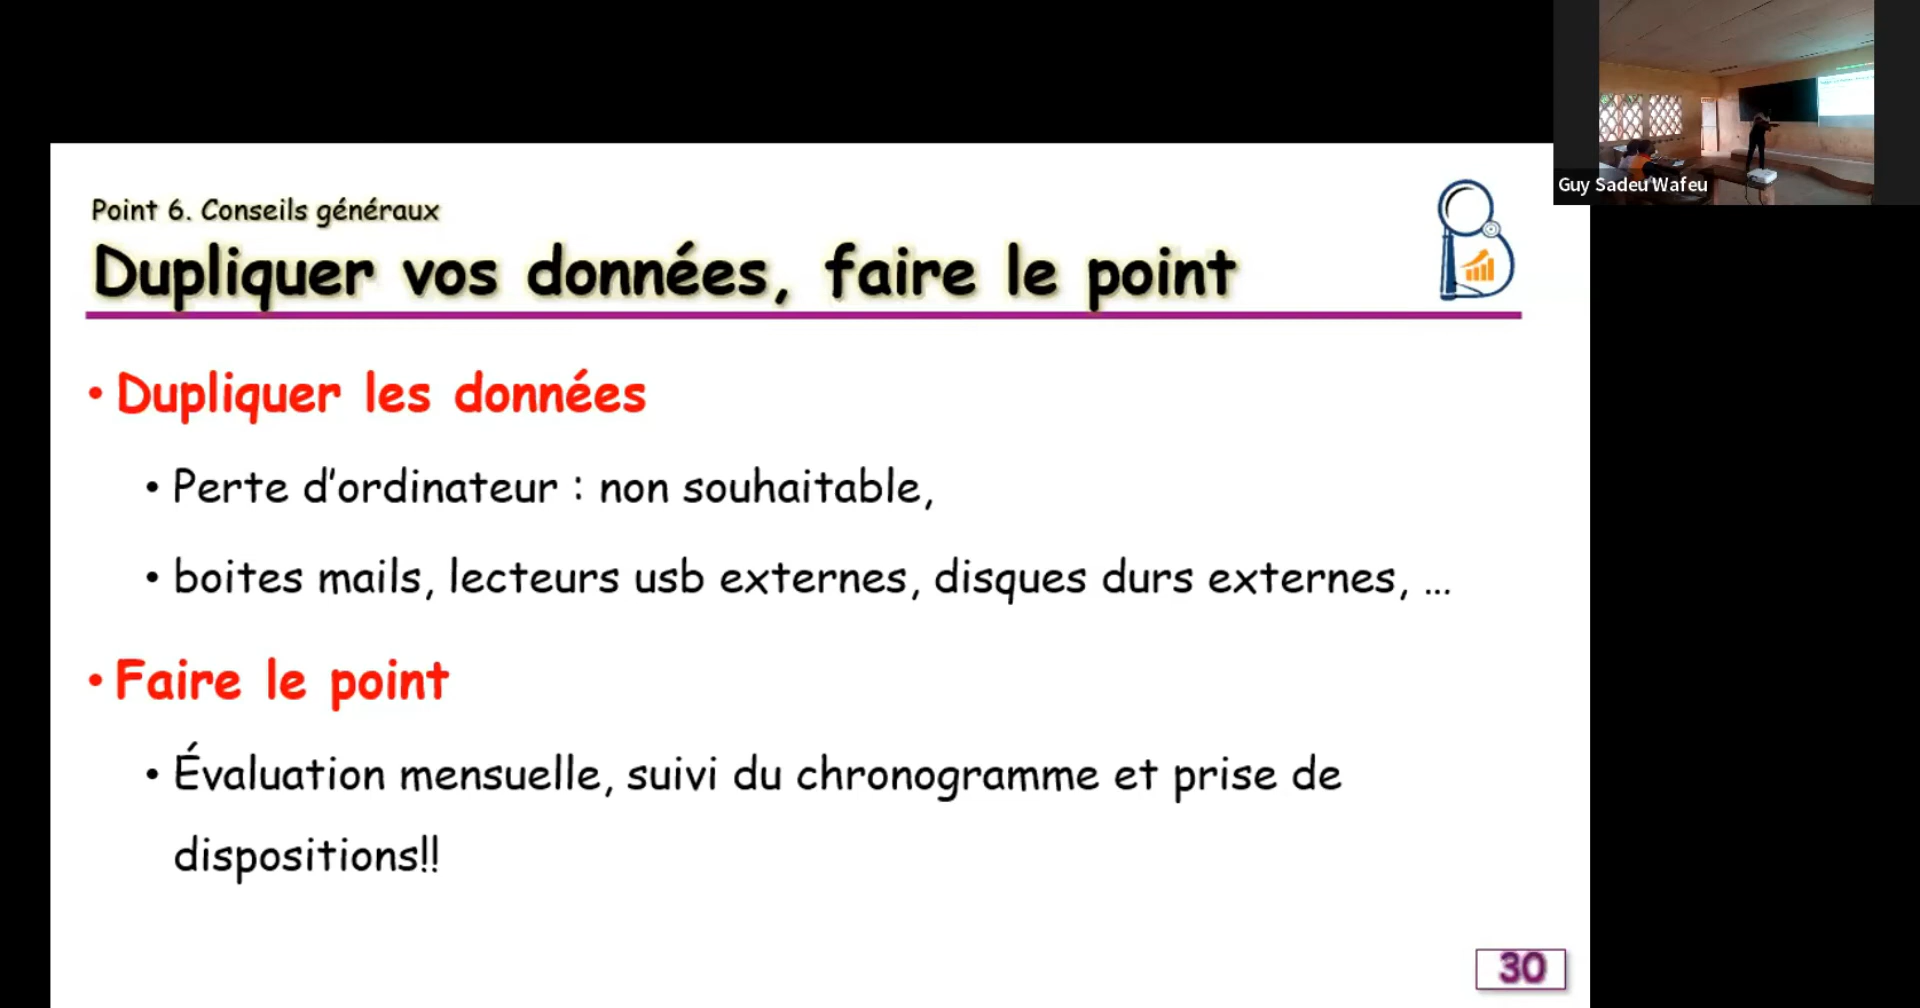 Point 6. Conseils généraux
Dupliquer vos données, faire le point
• Dupliquer les données
• Perte d’ordinateur : non souhaitable,
• boites mails, lecteurs usb externes, disques durs externes, ...
• Faire le point
• Évaluation mensuelle, suivi du chronogramme et prise de
dispositions!!
30
Guy Sadeu Wafeu